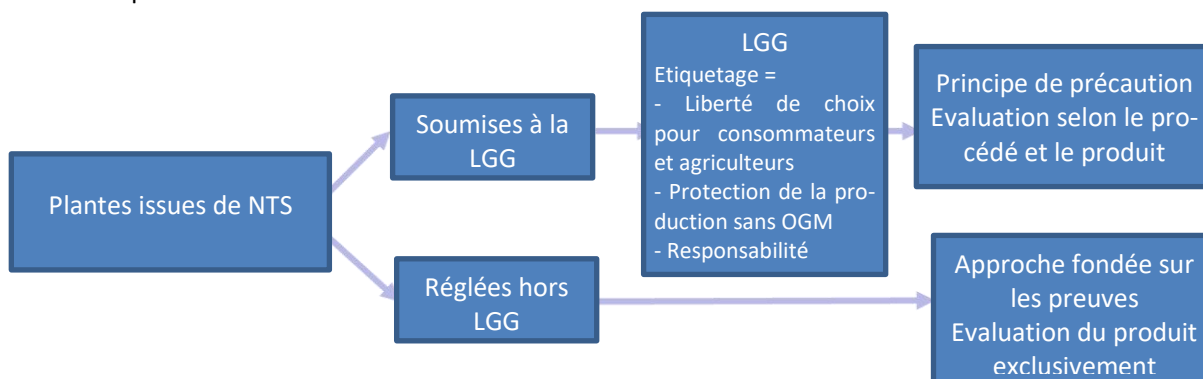 Plantes issues de NTS
Soumises à la
LGG
LGG
Etiquetage =
- Liberté de choix
pour consommateurs
et agriculteurs
- Protection de la pro-
duction sans OGM
- Responsabilité
Principe de précaution
Evaluation selon le pro-
cédé et le produit
Réglées hors
LGG
Approche fondée sur
les preuves
Evaluation du produit
exclusivement